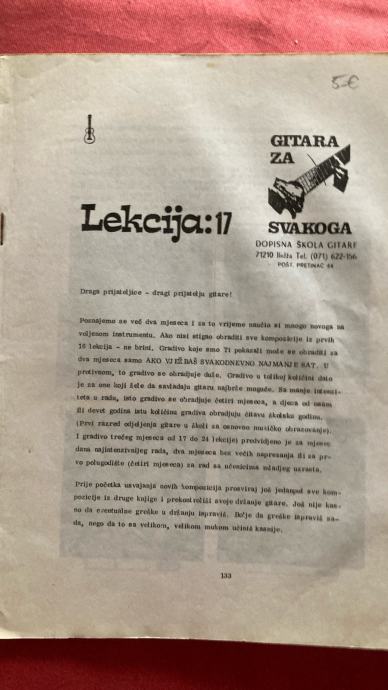 5-€
GITARA
ZA
SVAKOGA
DOPISNA ŠKOLA GITARE
71210 Ilidža Tel. (071) 622-156
POŠT. PRETINAC 44
Lekcija: 17
Draga prijateljice - dragi prijatelju gitare!
Poznajemo se već dva mjeseca i za to vrijeme naučio si mnogo novoga na
voljenom instrumentu. Ako nisi stigao obraditi sve kompozicije iz prvih
16 lekcija - ne brini. Gradivo koje smo Ti pokazali može se obraditi za
dva mjeseca samo AKO VJEŽBAŠ SVAKODNEVNO NAJMANJE SAT. U
protivnom, to gradivo se obrađuje duže. Gradivo u tolikoj količini dato
je za one koji žele da savladaju gitaru najbrže moguće. Sa manje intenzi-
teta u radu, isto gradivo se obrađuje četiri mjeseca, a djeca od osam
ili devet godina istu količinu gradiva obrađuju čitavu školsku godinu.
(Prvi razred odjeljenja gitare u školi za osnovno muzičko obrazovanje).
I gradivo trećeg mjeseca od 17 do 24 lekcije) predvidjeno je za mjesec
dana najintenzivnijeg rada, dva mjeseca bez većih naprezanja ili za pr-
vo polugodište (četiri mjeseca) za rad sa učenicima mladjeg uzrasta.
Prije početka usvajanja novih kompozicija prosviraj još jedanput sve kom-
pozicije iz druge knjige i prekontroliši svoje držanje gitare. Još nije kas-
no da eventualne greške u držanju ispraviš. Bolje da greške ispraviš sa-
da, nego da to sa velikom, velikom mukom učiniš kasnije.
133